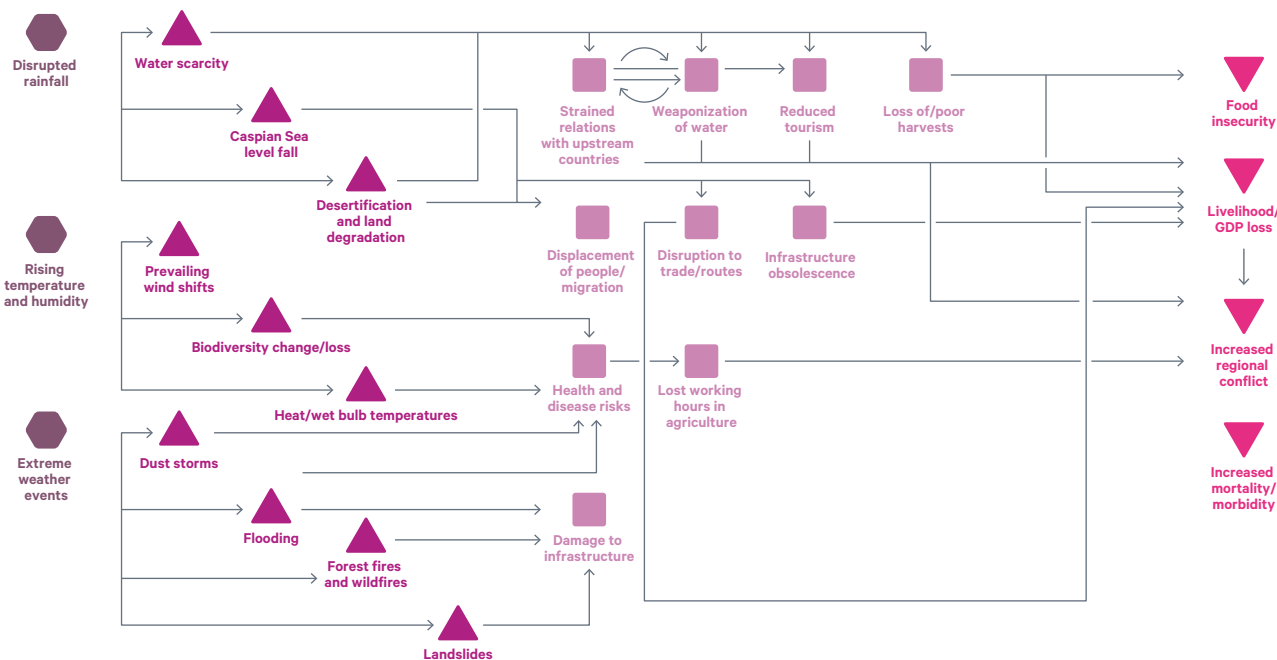 Disrupted
rainfall
Water scarcity
Caspian Sea
level fall
Desertification
and land
degradation
Strained
relations
with upstream
countries
Weaponization
of water
Reduced
tourism
Loss of/poor
harvests
Food
insecurity
Rising
temperature
and humidity
Prevailing
wind shifts
Biodiversity change/loss
Heat/wet bulb temperatures
Displacement
of people/
migration
Disruption to
trade/routes
Infrastructure
obsolescence
Livelihood/
GDP loss
Health and
disease risks
Lost working
hours in
agriculture
Increased
regional
conflict
Extreme
weather
events
Dust storms
Flooding
Forest fires
and wildfires
Landslides
Damage to
infrastructure
Increased
mortality/
morbidity